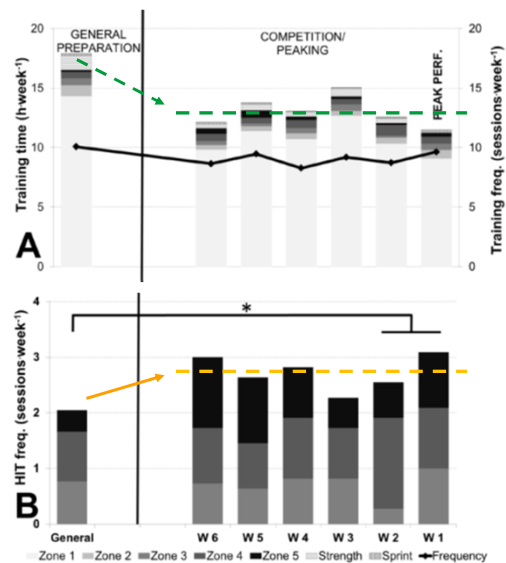 GENERAL
PREPARATION
COMPETITION/
PEAKING
PEAK PERF.
Training time (h·week⁻¹)
20
15
10
5
0
20
15
10
5
0
Training freq. (sessions·week⁻¹)
A
*
HIT freq. (sessions·week⁻¹)
4
3
2
1
0
B
General W 6 W 5 W 4 W 3 W 2 W 1
Zone 1 Zone 2 Zone 3 Zone 4 Zone 5 Strength Sprint Frequency